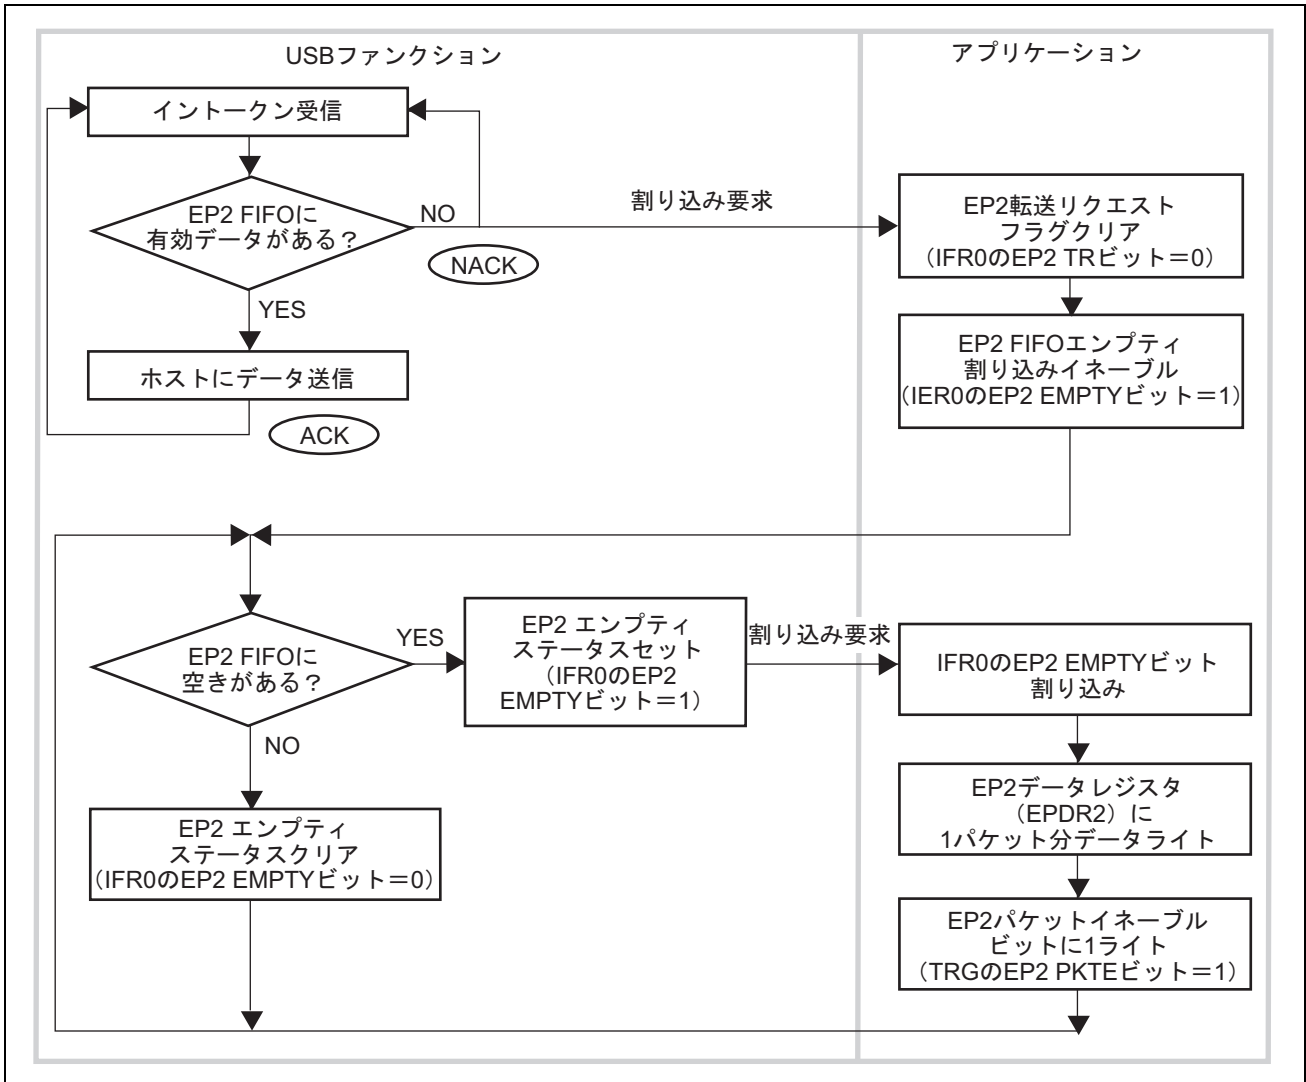 USBファンクション
アプリケーション
イントークン受信
EP2 FIFOに
有効データがある？
NO
NACK
YES
ホストにデータ送信
ACK
割り込み要求
EP2転送リクエスト
フラグクリア
（IFR0のEP2 TRビット＝0）
EP2 FIFOエンプティ
割り込みイネーブル
（IER0のEP2 EMPTYビット＝1）
EP2 FIFOに
空きがある？
YES
NO
EP2 エンプティ
ステータスセット
（IFR0のEP2
EMPTYビット＝1）
割り込み要求
IFR0のEP2 EMPTYビット
割り込み
EP2 エンプティ
ステータスクリア
（IFR0のEP2 EMPTYビット＝0）
EP2データレジスタ
（EPDR2）に
1パケット分データライト
EP2パケットイネーブル
ビットに1ライト
（TRGのEP2 PKTEビット＝1）